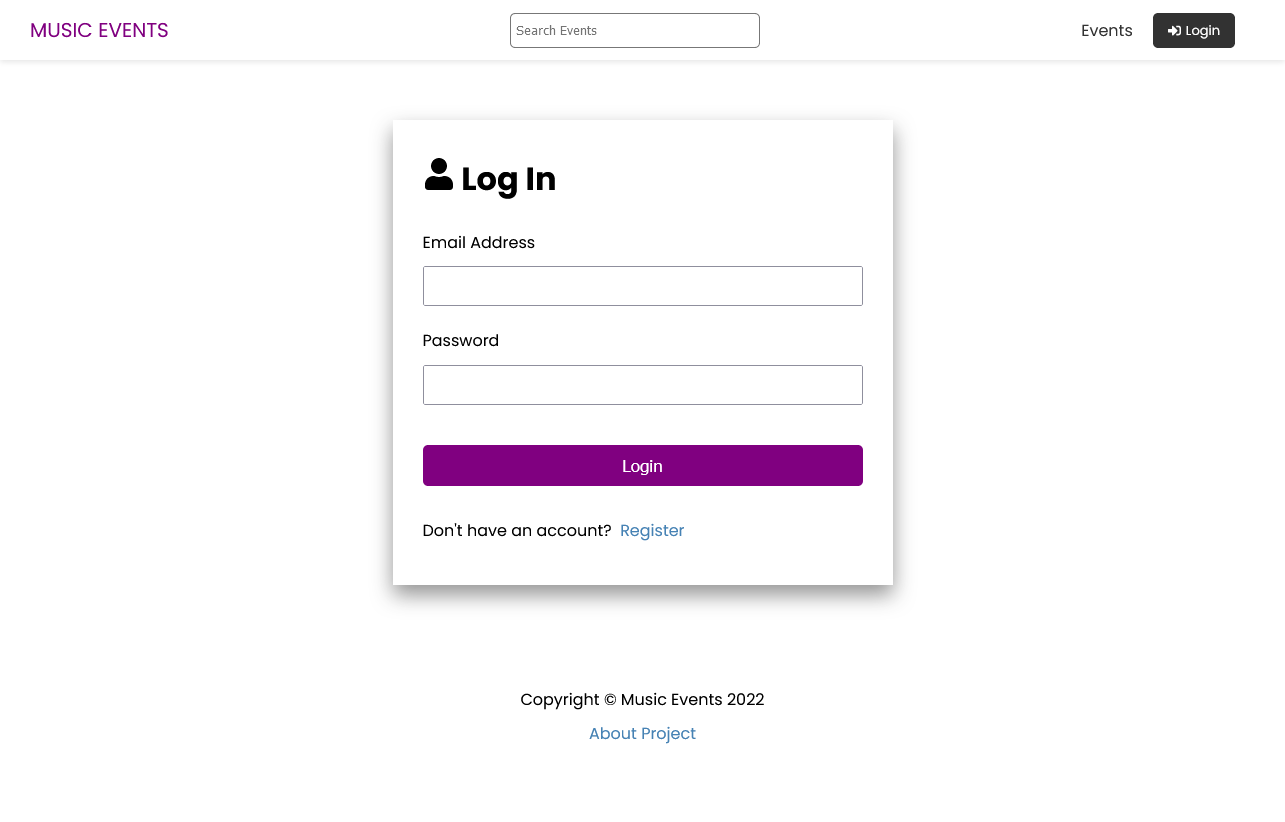 MUSIC EVENTS
Search Events
Events
Login
Log In
Email Address
Password
Login
Don't have an account? Register
Copyright © Music Events 2022
About Project